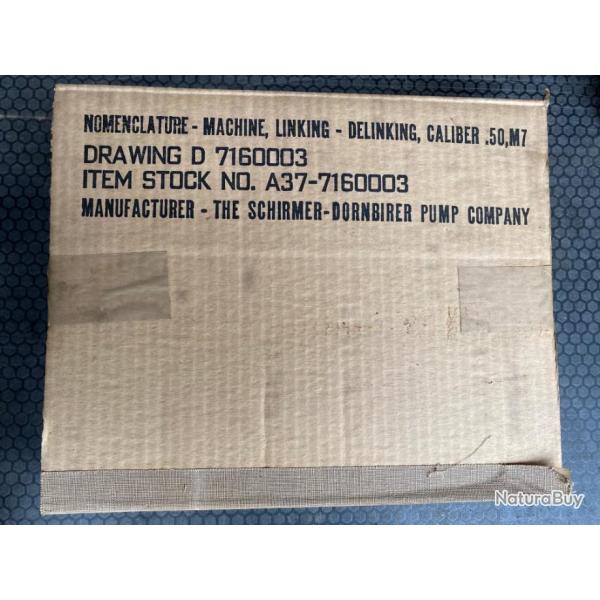 NOMENCLATURE - MACHINE, LINKING - DELINKING, CALIBER .50,M7
DRAWING D 7160003
ITEM STOCK NO. A37-7160003
MANUFACTURER - THE SCHIRMER-DORNBIRER PUMP COMPANY
NaturaBuy